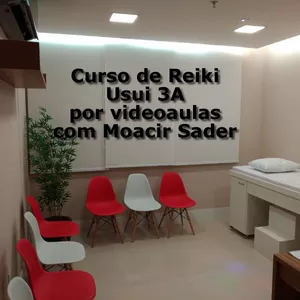 Curso de Reiki
Usui 3A
por videoaulas
com Moacir Sader